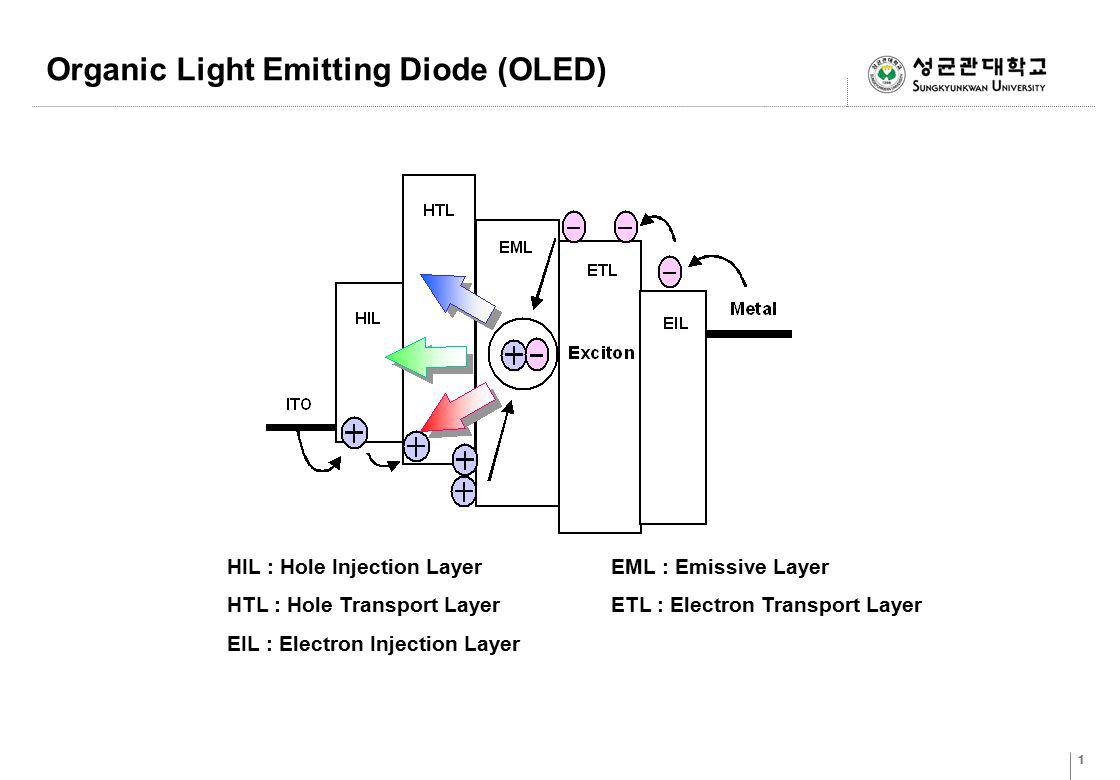 Organic Light Emitting Diode (OLED)
성균관대학교
SUNGKYUNKWAN UNIVERSITY
HTL
EML
ETL
HIL
EIL
Metal
Exciton
ITO
HIL : Hole Injection Layer
EML : Emissive Layer
HTL : Hole Transport Layer
ETL : Electron Transport Layer
EIL : Electron Injection Layer
1